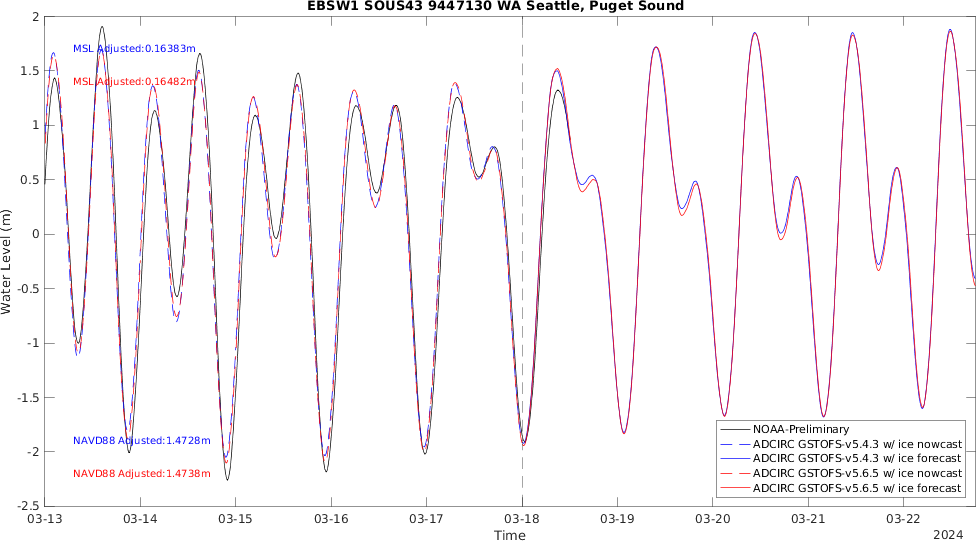 EBSW1 SOUS43 9447130 WA Seattle, Puget Sound
2
1.5
1
0.5
0
-0.5
-1
-1.5
-2
-2.5
Water Level (m)
MSL Adjusted:0.16383m
MSL Adjusted:0.16482m
NAVD88 Adjusted:1.4728m
NAVD88 Adjusted:1.4738m
NOAA-Preliminary
ADCIRC GSTOFS-v5.4.3 w/ ice nowcast
ADCIRC GSTOFS-v5.4.3 w/ ice forecast
ADCIRC GSTOFS-v5.6.5 w/ ice nowcast
ADCIRC GSTOFS-v5.6.5 w/ ice forecast
03-13 03-14 03-15 03-16 03-17 03-18 03-19 03-20 03-21 03-22
Time
2024